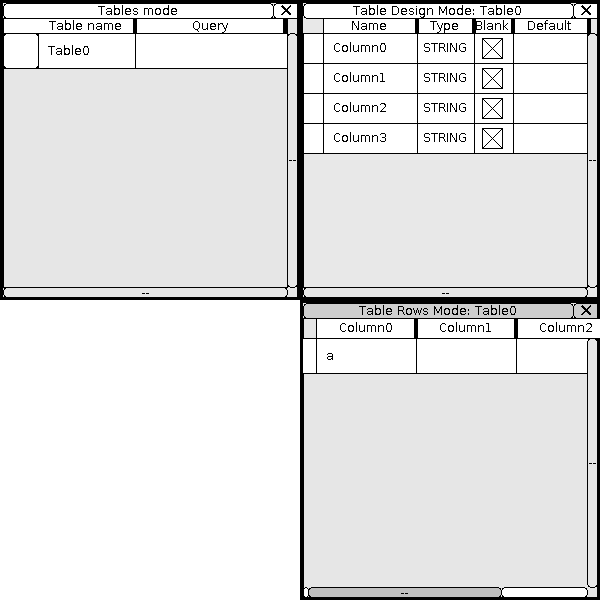 Tables mode
Table name Query
Table0
--
--
Table Design Mode: Table0
Name Type Blank Default
Column0 STRING
Column1 STRING
Column2 STRING
Column3 STRING
--
--
Table Rows Mode: Table0
Column0 Column1 Column2
a
--
--